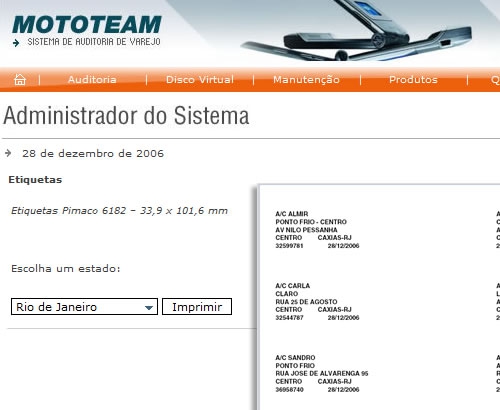 MOTOTEAM
SISTEMA DE AUDITORIA DE VAREJO
Auditoria | Disco Virtual | Manutenção | Produtos | Q
Administrador do Sistema
28 de dezembro de 2006
Etiquetas
Etiquetas Pimaco 6182 – 33,9 x 101,6 mm
Escolha um estado:
Rio de Janeiro Imprimir
A/C ALMIR
PONTO FRIO - CENTRO
AV NILO PESSANHA
CENTRO CAXIAS-RJ
32599781 28/12/2006
A/C CARLA
CLARO
RUA 25 DE AGOSTO
CENTRO CAXIAS-RJ
32544787 28/12/2006
A/C SANDRO
PONTO FRIO
RUA JOSE DE ALVARENGA 95
CENTRO CAXIAS-RJ
36958740 28/12/2006